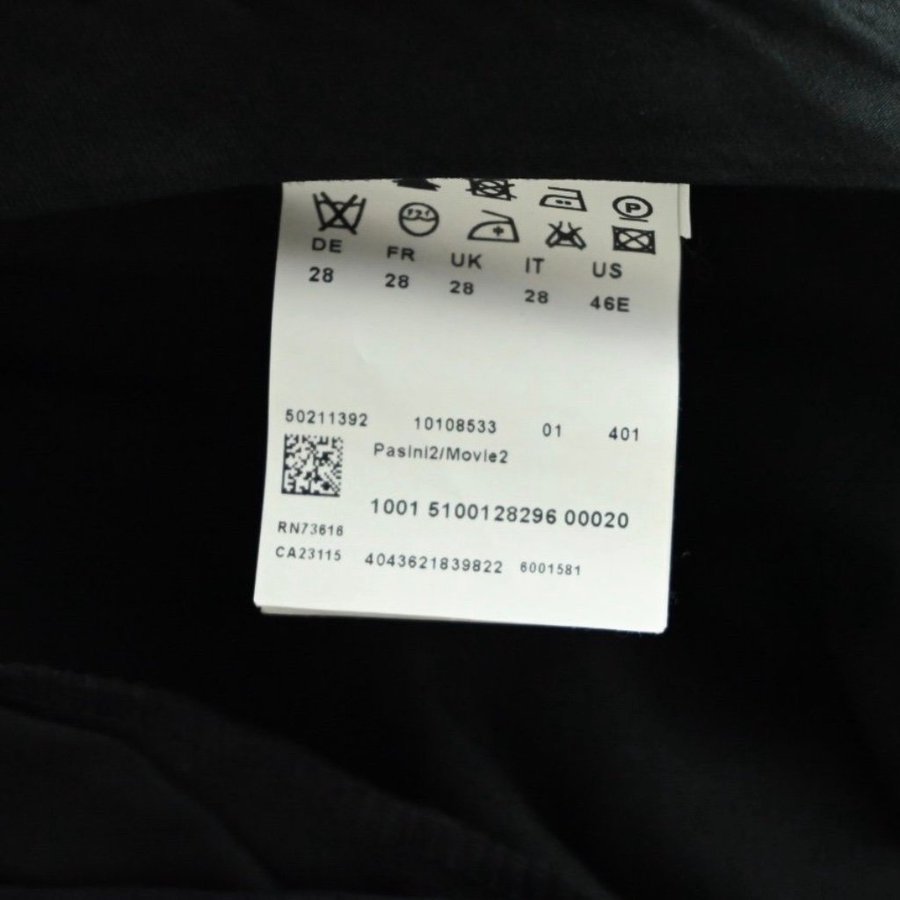 P
DE FR UK IT US
28 28 28 28 46E
50211392 10108533 01 401
Pasini2/Movie2
1001 5100128296 00020
RN73616
CA23115 4043621839822 6001581